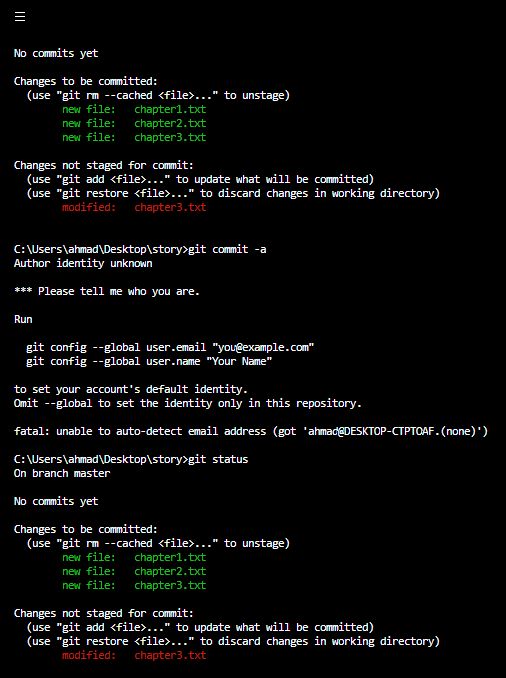 No commits yet
Changes to be committed:
(use "git rm --cached <file>..." to unstage)
new file: chapter1.txt
new file: chapter2.txt
new file: chapter3.txt
Changes not staged for commit:
(use "git add <file>..." to update what will be committed)
(use "git restore <file>..." to discard changes in working directory)
modified: chapter3.txt
C:\Users\ahmad\Desktop\story>git commit -a
Author identity unknown
*** Please tell me who you are.
Run
git config --global user.email "you@example.com"
git config --global user.name "Your Name"
to set your account's default identity.
Omit --global to set the identity only in this repository.
fatal: unable to auto-detect email address (got 'ahmad@DESKTOP-CTPTOAF.(none)')
C:\Users\ahmad\Desktop\story>git status
On branch master
No commits yet
Changes to be committed:
(use "git rm --cached <file>..." to unstage)
new file: chapter1.txt
new file: chapter2.txt
new file: chapter3.txt
Changes not staged for commit:
(use "git add <file>..." to update what will be committed)
(use "git restore <file>..." to discard changes in working directory)
modified: chapter3.txt